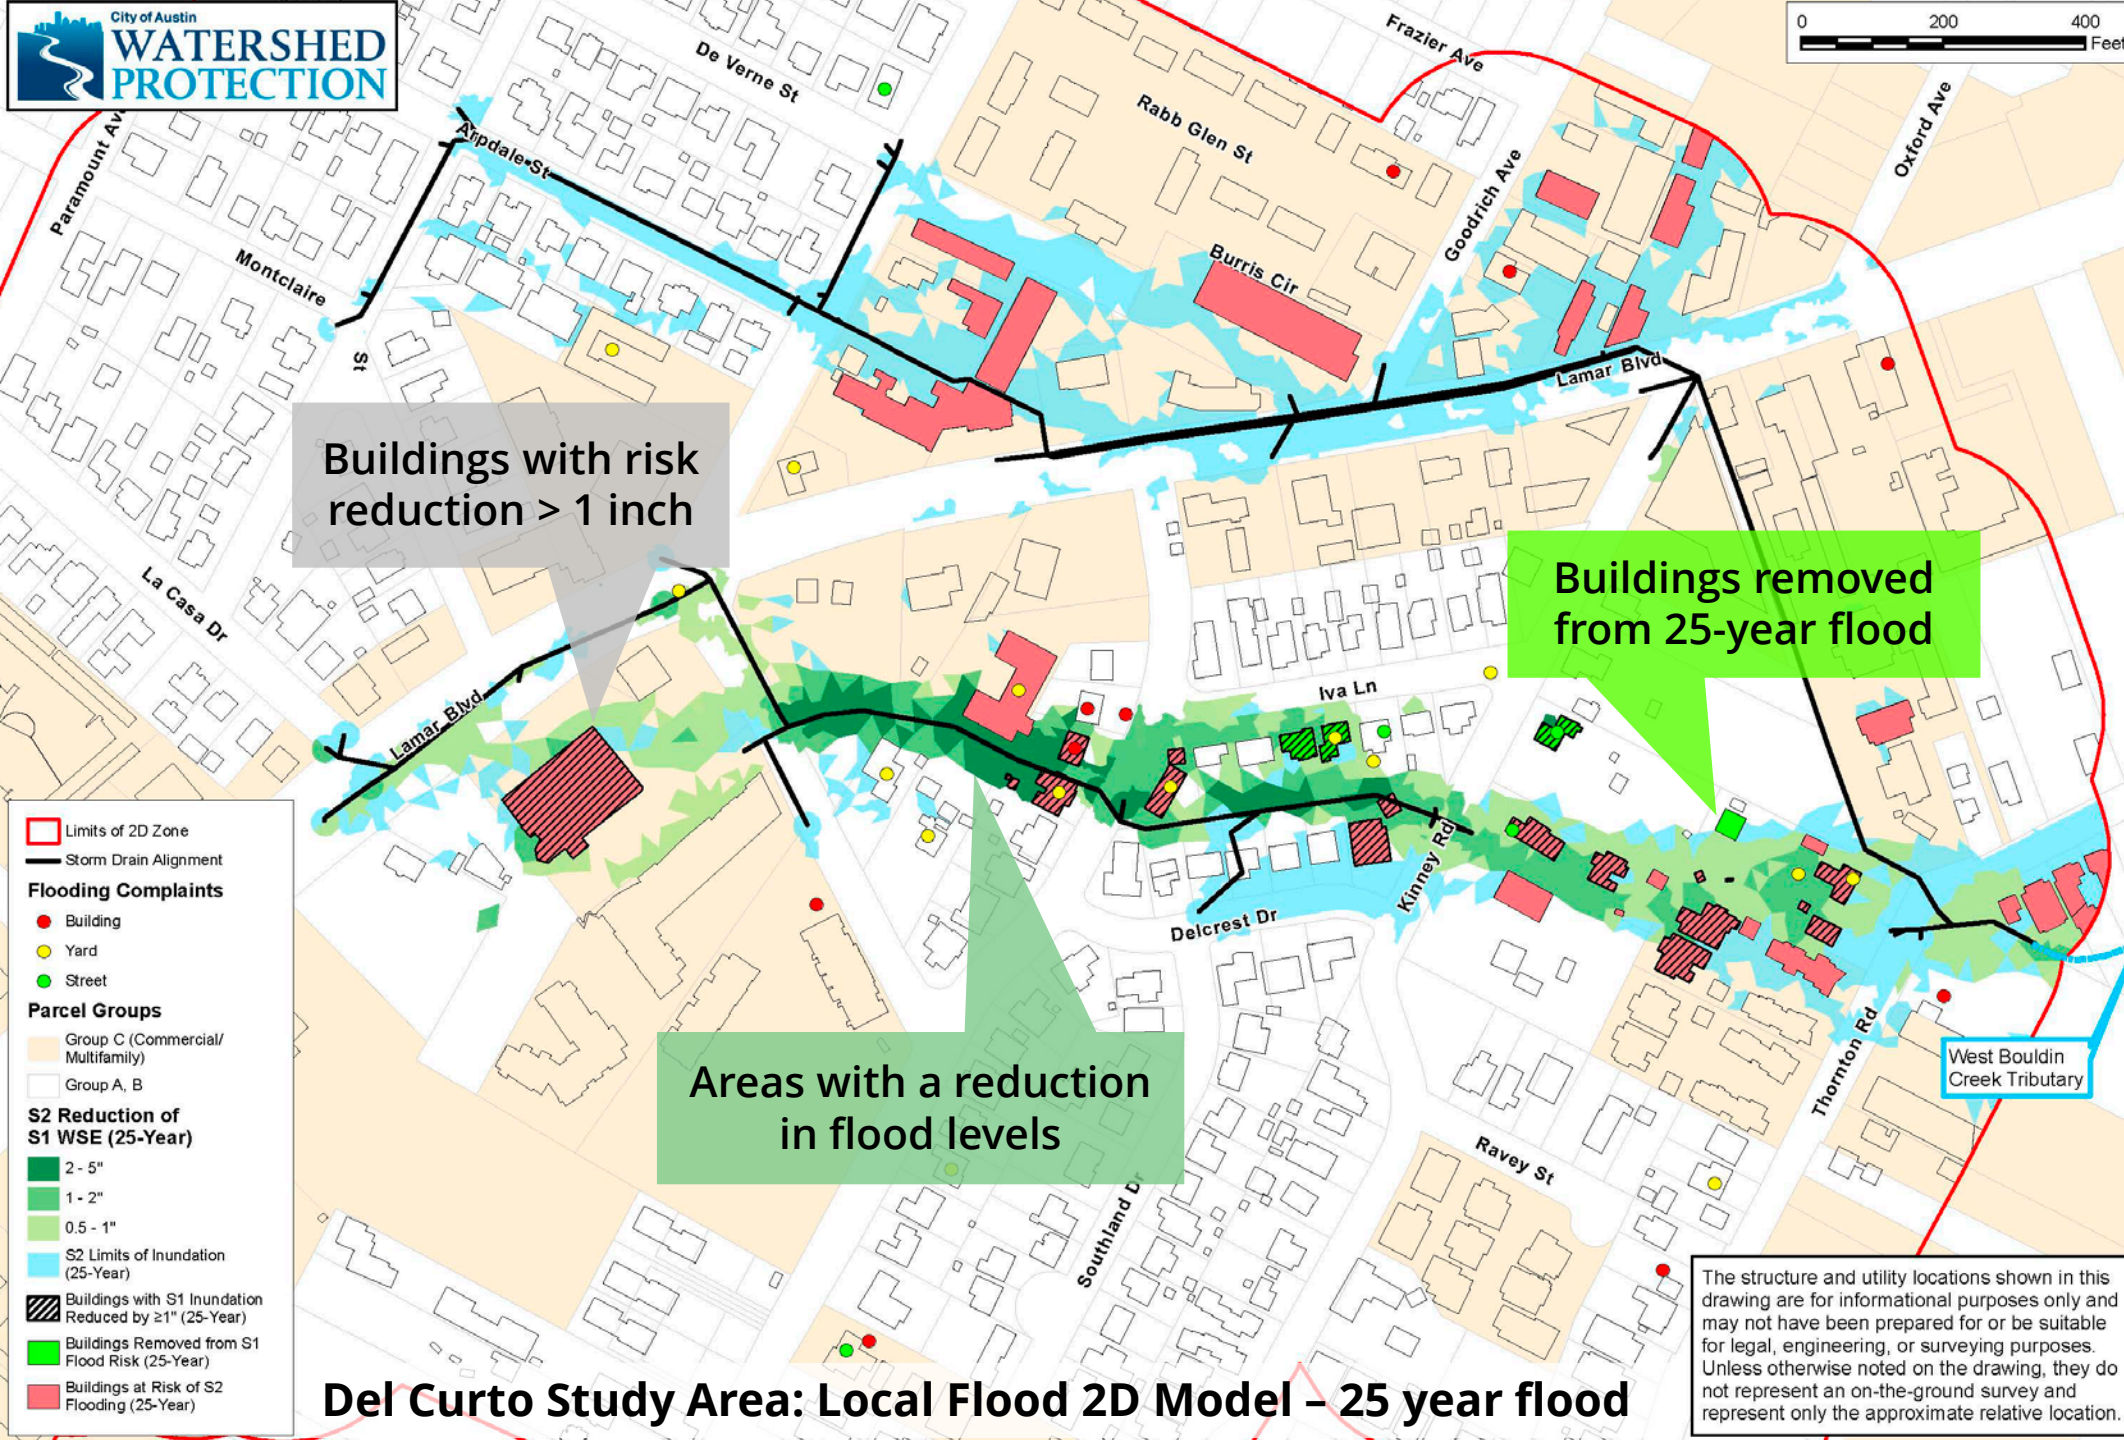 City of Austin
WATERSHED
PROTECTION
0 200 400
Feet
De Verne St
Frazier Ave
Rabb Glen St
Oxford Ave
Arpdale St
Paramount Ave
Goodrich Ave
Montclaire
St
Burris Cir
Lamar Blvd
Buildings with risk
reduction > 1 inch
La Casa Dr
Buildings removed
from 25-year flood
Iva Ln
Lamar Blvd
Kinney Rd
Delcrest Dr
Areas with a reduction
in flood levels
Thornton Rd
West Bouldin
Creek Tributary
Ravey St
Southland Dr
Limits of 2D Zone
Storm Drain Alignment
Flooding Complaints
Building
Yard
Street
Parcel Groups
Group C (Commercial/
Multifamily)
Group A, B
S2 Reduction of
S1 WSE (25-Year)
2 - 5"
1 - 2"
0.5 - 1"
S2 Limits of Inundation
(25-Year)
Buildings with S1 Inundation
Reduced by ≥1" (25-Year)
Buildings Removed from S1
Flood Risk (25-Year)
Buildings at Risk of S2
Flooding (25-Year)
Del Curto Study Area: Local Flood 2D Model – 25 year flood
The structure and utility locations shown in this
drawing are for informational purposes only and
may not have been prepared for or be suitable
for legal, engineering, or surveying purposes.
Unless otherwise noted on the drawing, they do
not represent an on-the-ground survey and
represent only the approximate relative location.